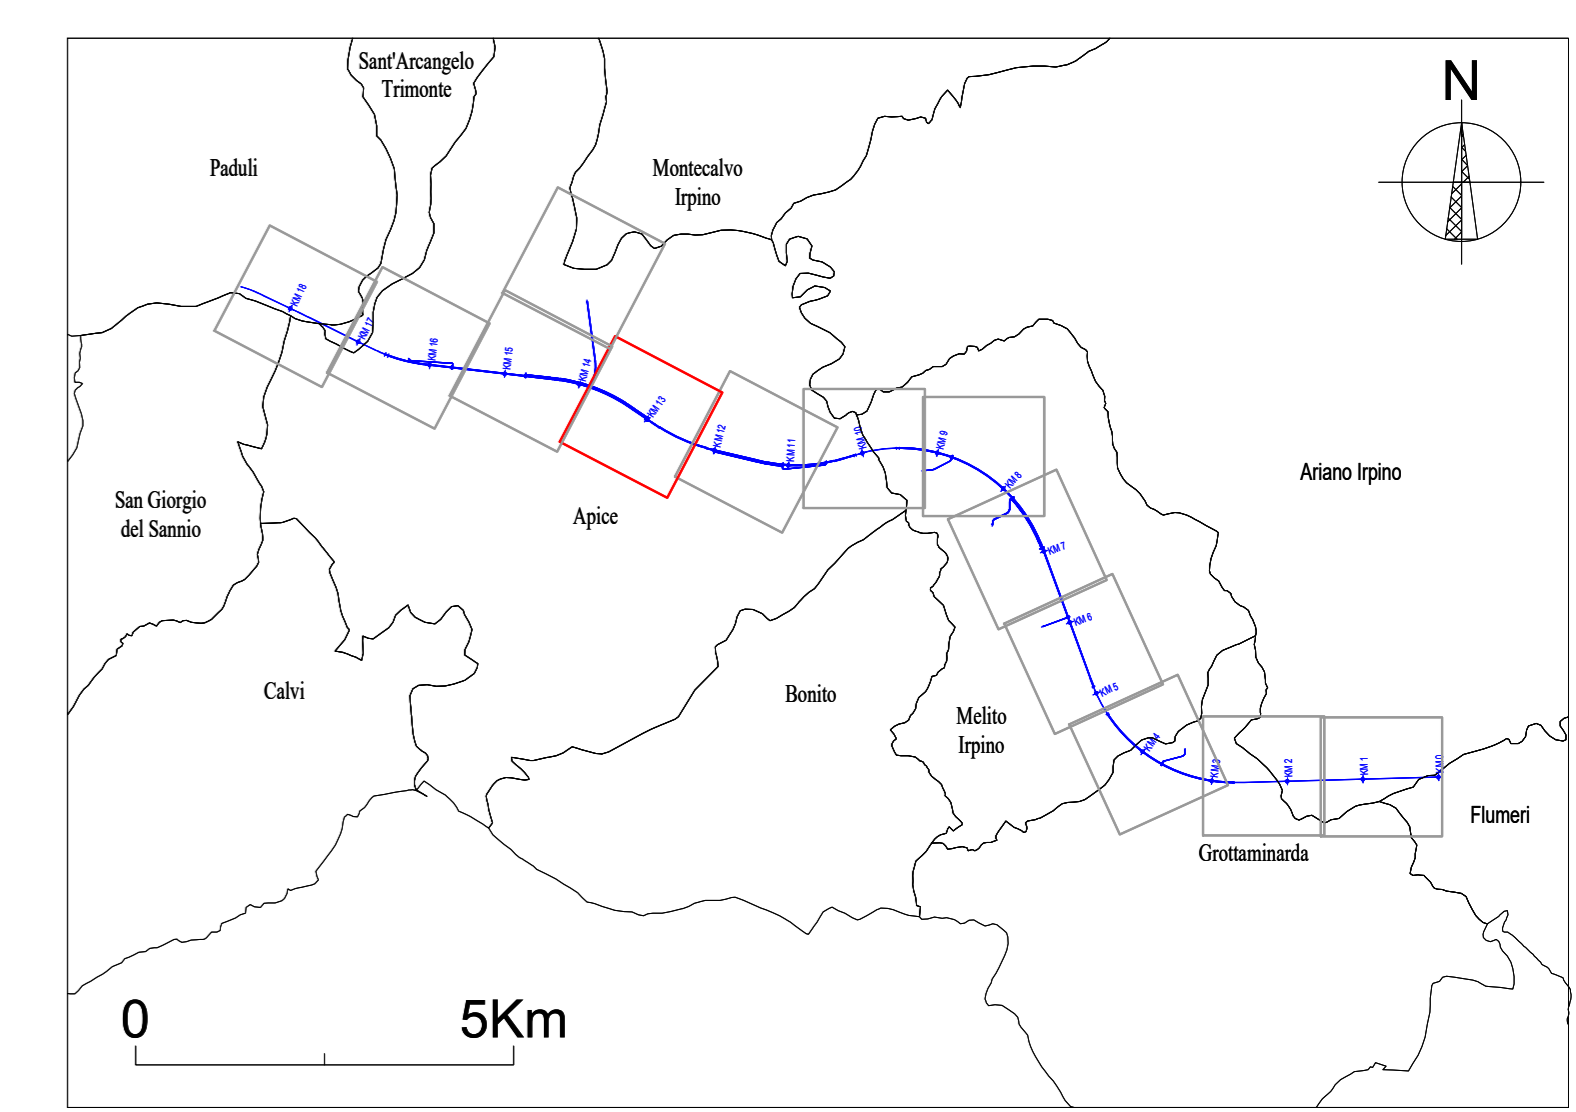 Sant'Arcangelo
Trimonte
N
Paduli
Montecalvo
Irpino
KM 18
KM 17
KM 16
KM 15
KM 14
KM 13
KM 12
KM 11
KM 10
KM 9
KM 8
KM 7
KM 6
KM 5
KM 4
KM 3
KM 2
KM 1
KM 0
Ariano Irpino
San Giorgio
del Sannio
Apice
Calvi
Bonito
Melito
Irpino
Flumeri
Grottaminarda
0
5Km